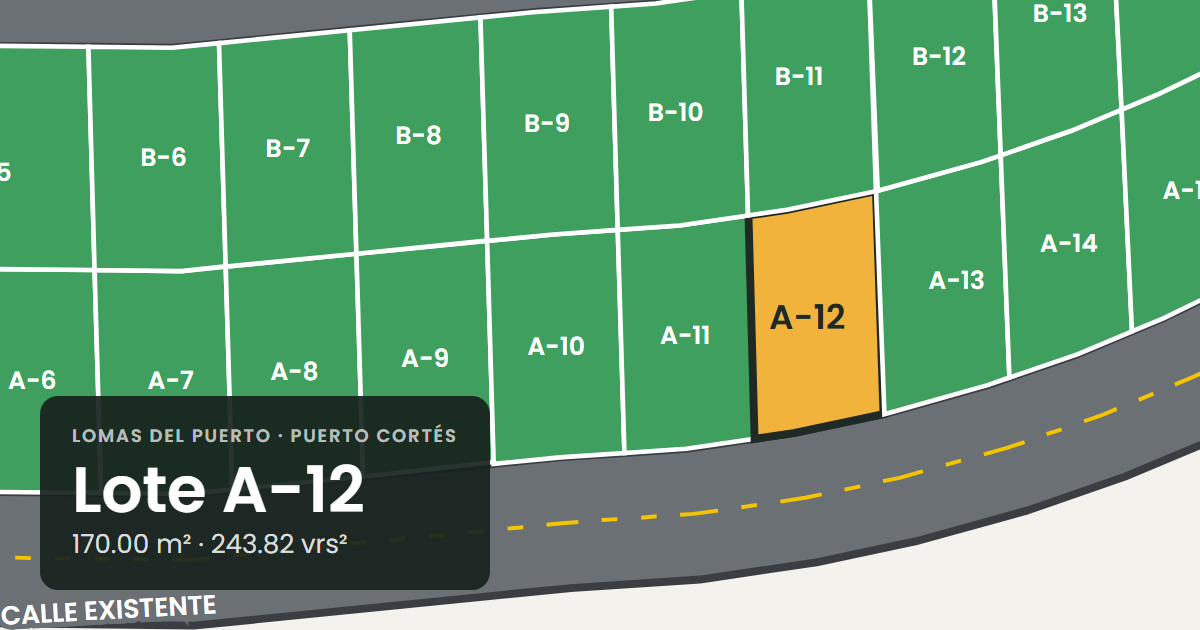 B-13
B-12
B-11
B-10
B-9
B-8
B-7
B-6
5
A-14
A-13
A-12
A-11
A-10
A-9
A-8
A-7
A-6
LOMAS DEL PUERTO · PUERTO CORTÉS
Lote A-12
170.00 m² · 243.82 vrs²
CALLE EXISTENTE